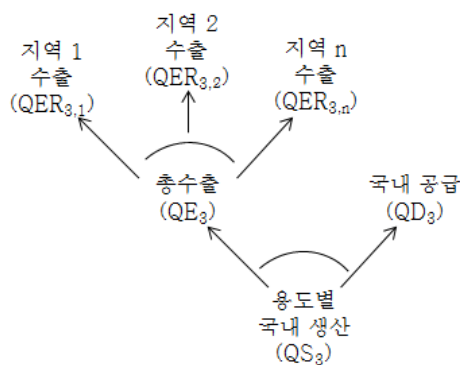 지역 1
수출
(QER₃,₁)
지역 2
수출
(QER₃,₂)
지역 n
수출
(QER₃,ₙ)
총수출
(QE₃)
국내 공급
(QD₃)
용도별
국내 생산
(QS₃)